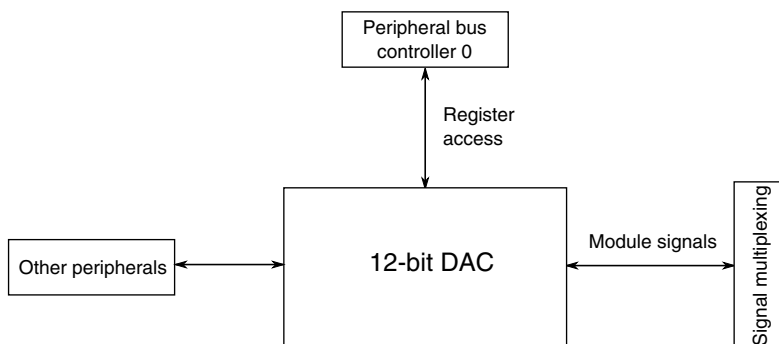 Peripheral bus
controller 0
Register
access
Other peripherals
12-bit DAC
Module signals
Signal multiplexing